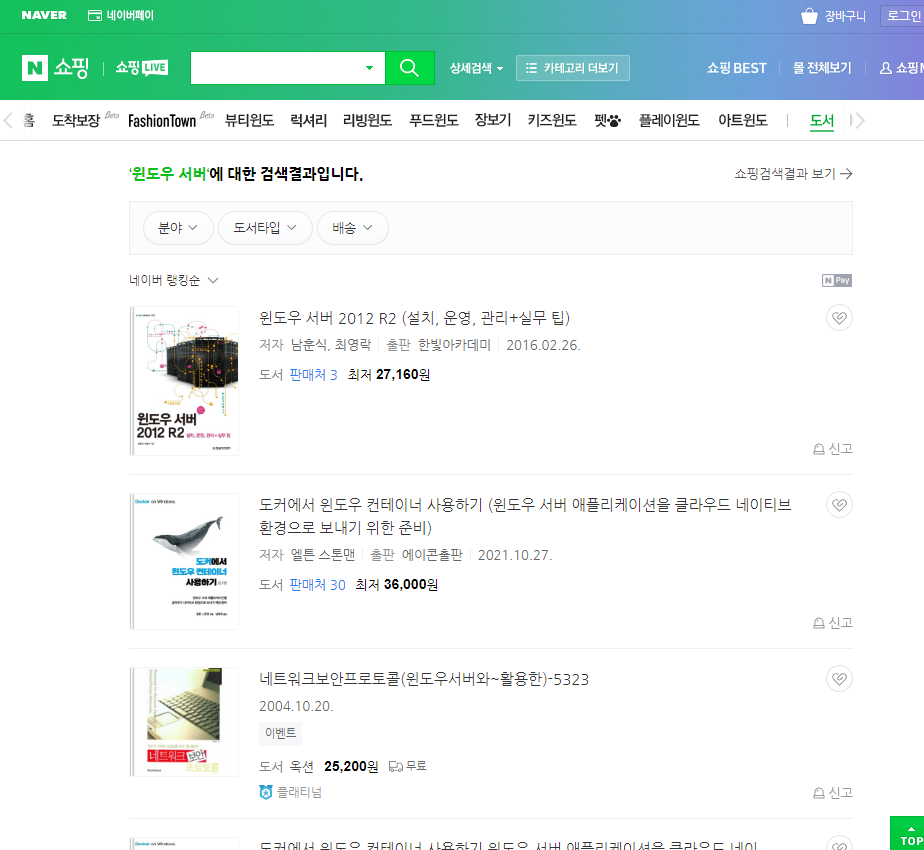 NAVER 네이버페이 장바구니 로그인
N 쇼핑 쇼핑LIVE 상세검색 카테고리 더보기 쇼핑 BEST 몰 전체보기 쇼핑
홈 도착보장 Beta FashionTown Beta 뷰티윈도 럭셔리 리빙윈도 푸드윈도 장보기 키즈윈도 펫 플레이윈도 아트윈도 도서
'윈도우 서버'에 대한 검색결과입니다.
쇼핑검색결과 보기
분야 도서타입 배송
네이버 랭킹순 N Pay
윈도우 서버 2012 R2 (설치, 운영, 관리+실무 팁)
저자 남훈식, 최영락 출판 한빛아카데미 2016.02.26.
도서 판매처 3 최저 27,160원
윈도우 서버
2012 R2 설치, 운영, 관리+실무 팁
신고
Docker on Windows
도커에서
윈도우 컨테이너
사용하기
도커에서 윈도우 컨테이너 사용하기 (윈도우 서버 애플리케이션을 클라우드 네이티브
환경으로 보내기 위한 준비)
저자 엘튼 스톤맨 출판 에이콘출판 2021.10.27.
도서 판매처 30 최저 36,000원
신고
네트워크 보안
프로토콜
네트워크보안프로토콜(윈도우서버와~활용한)-5323
2004.10.20.
이벤트
도서 옥션 25,200원 무료
플래티넘
신고
TOP
Docker on Windows
도커에서 윈도우 컨테이너 사용하기 윈도우 서버 애플리케이션을 클라우드 네이